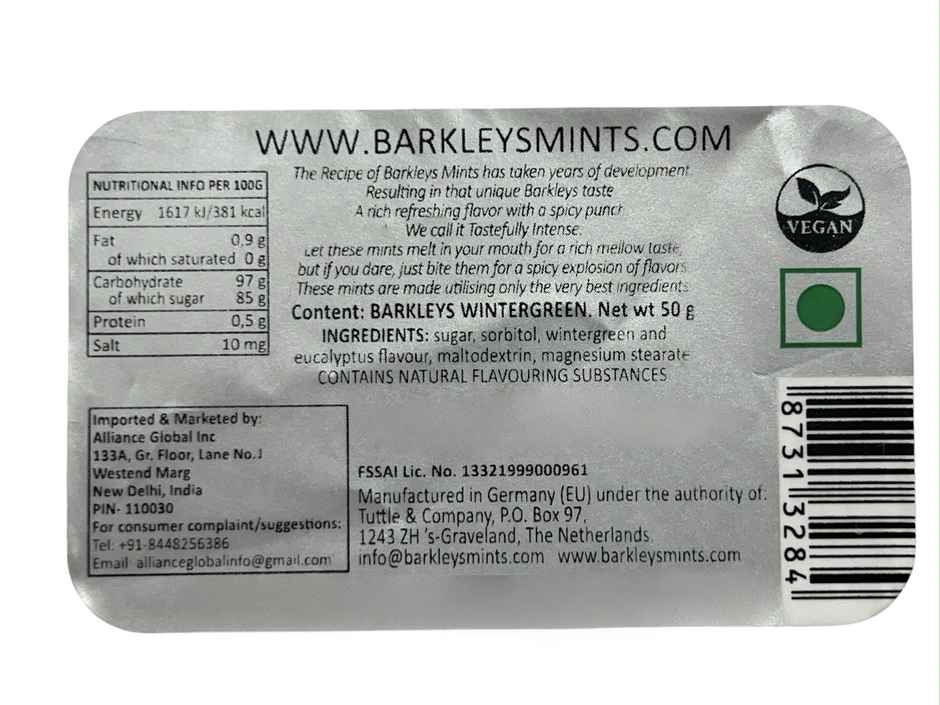 WWW.BARKLEYSMINTS.COM
The Recipe of Barkleys Mints has taken years of development
Resulting in that unique Barkleys taste
A rich refreshing flavor with a spicy punch
We call it Tastefully Intense.
Let these mints melt in your mouth for a rich mellow taste,
but if you dare, just bite them for a spicy explosion of flavors
These mints are made utilising only the very best ingredients
Content: BARKLEYS WINTERGREEN. Net wt 50 g
INGREDIENTS: sugar, sorbitol, wintergreen and
eucalyptus flavour, maltodextrin, magnesium stearate
CONTAINS NATURAL FLAVOURING SUBSTANCES
NUTRITIONAL INFO PER 100G
Energy 1617 kJ/381 kcal
Fat 0,9 g
of which saturated 0 g
Carbohydrate 97 g
of which sugar 85 g
Protein 0,5 g
Salt 10 mg
VEGAN
Imported & Marketed by:
Alliance Global Inc
133A, Gr. Floor, Lane No.1
Westend Marg
New Delhi, India
PIN- 110030
For consumer complaint/suggestions:
Tel: +91-8448256386
Email: allianceglobalinfo@gmail.com
FSSAI Lic. No. 13321999000961
Manufactured in Germany (EU) under the authority of:
Tuttle & Company, P.O. Box 97,
1243 ZH 's-Graveland, The Netherlands
info@barkleysmints.com www.barkleysmints.com
87313284